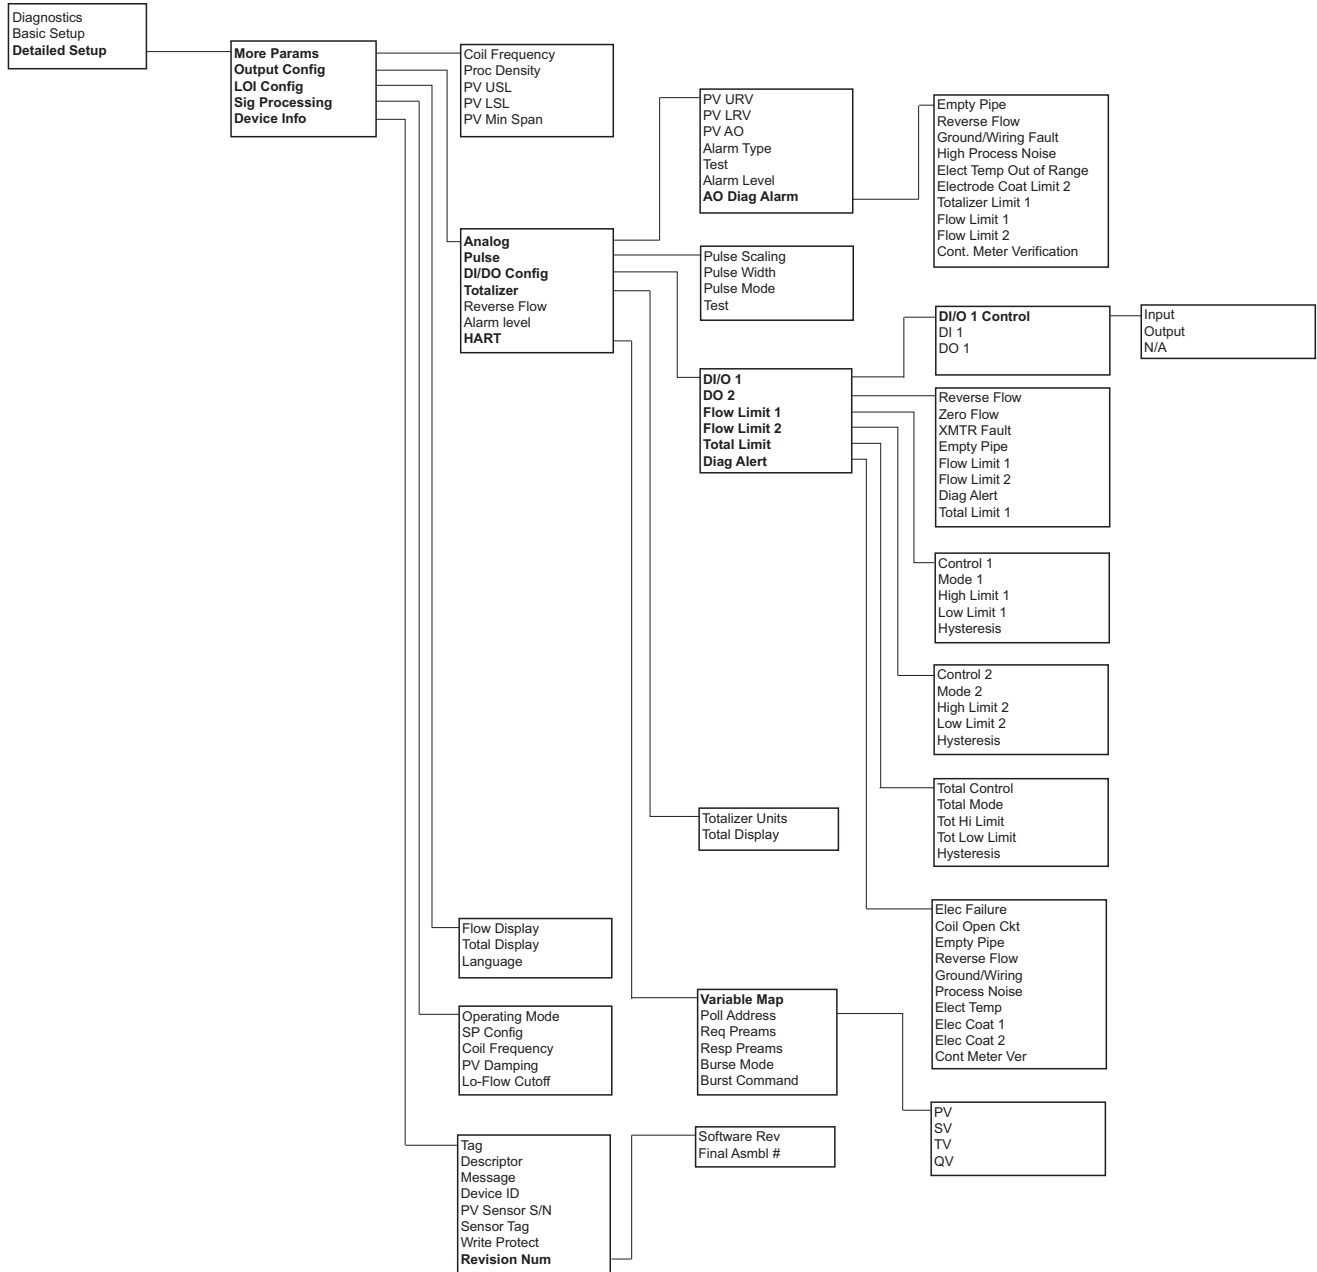 Diagnostics
Basic Setup
Detailed Setup
More Params
Output Config
LOI Config
Sig Processing
Device Info
Coil Frequency
Proc Density
PV USL
PV LSL
PV Min Span
Analog
Pulse
DI/DO Config
Totalizer
Reverse Flow
Alarm level
HART
PV URV
PV LRV
PV AO
Alarm Type
Test
Alarm Level
AO Diag Alarm
Empty Pipe
Reverse Flow
Ground/Wiring Fault
High Process Noise
Elect Temp Out of Range
Electrode Coat Limit 2
Totalizer Limit 1
Flow Limit 1
Flow Limit 2
Cont. Meter Verification
Pulse Scaling
Pulse Width
Pulse Mode
Test
DI/O 1
DO 2
Flow Limit 1
Flow Limit 2
Total Limit
Diag Alert
DI/O 1 Control
DI 1
DO 1
Input
Output
N/A
Reverse Flow
Zero Flow
XMTR Fault
Empty Pipe
Flow Limit 1
Flow Limit 2
Diag Alert
Total Limit 1
Control 1
Mode 1
High Limit 1
Low Limit 1
Hysteresis
Control 2
Mode 2
High Limit 2
Low Limit 2
Hysteresis
Total Control
Total Mode
Tot Hi Limit
Tot Low Limit
Hysteresis
Elec Failure
Coil Open Ckt
Empty Pipe
Reverse Flow
Ground/Wiring
Process Noise
Elect Temp
Elec Coat 1
Elec Coat 2
Cont Meter Ver
Totalizer Units
Total Display
Variable Map
Poll Address
Req Preams
Resp Preams
Burse Mode
Burst Command
PV
SV
TV
QV
Flow Display
Total Display
Language
Operating Mode
SP Config
Coil Frequency
PV Damping
Lo-Flow Cutoff
Tag
Descriptor
Message
Device ID
PV Sensor S/N
Sensor Tag
Write Protect
Revision Num
Software Rev
Final Asmbl #